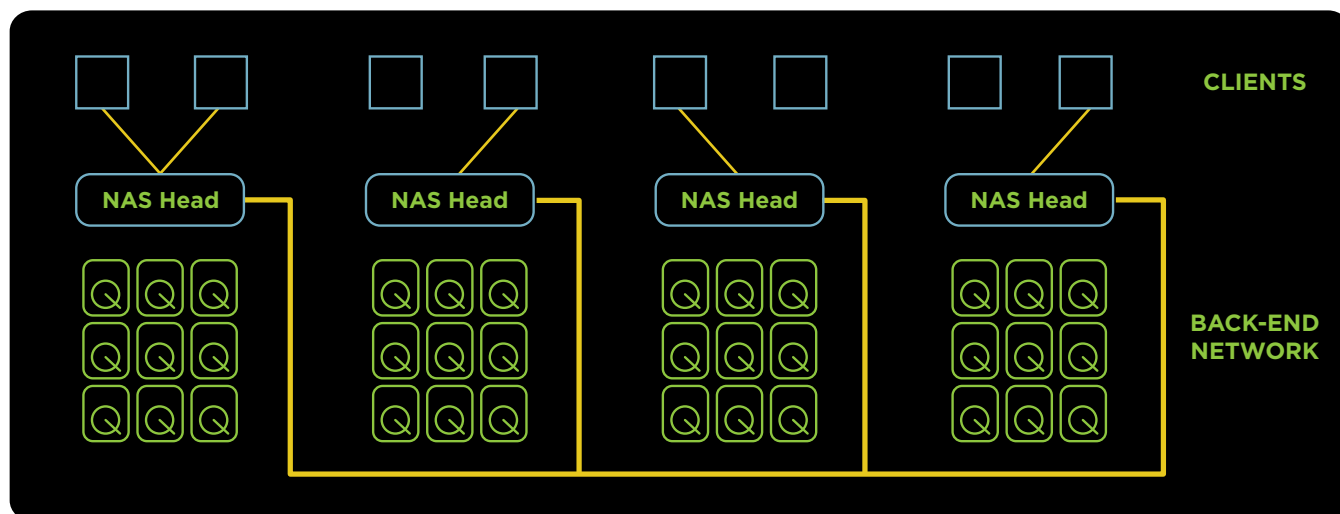 CLIENTS
NAS Head
NAS Head
NAS Head
NAS Head
BACK-END
NETWORK